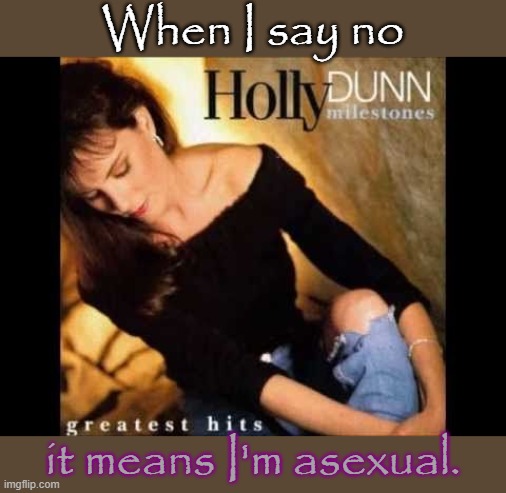 When I say no
Holly DUNN
milestones
greatest hits
it means I'm asexual.
imgflip.com